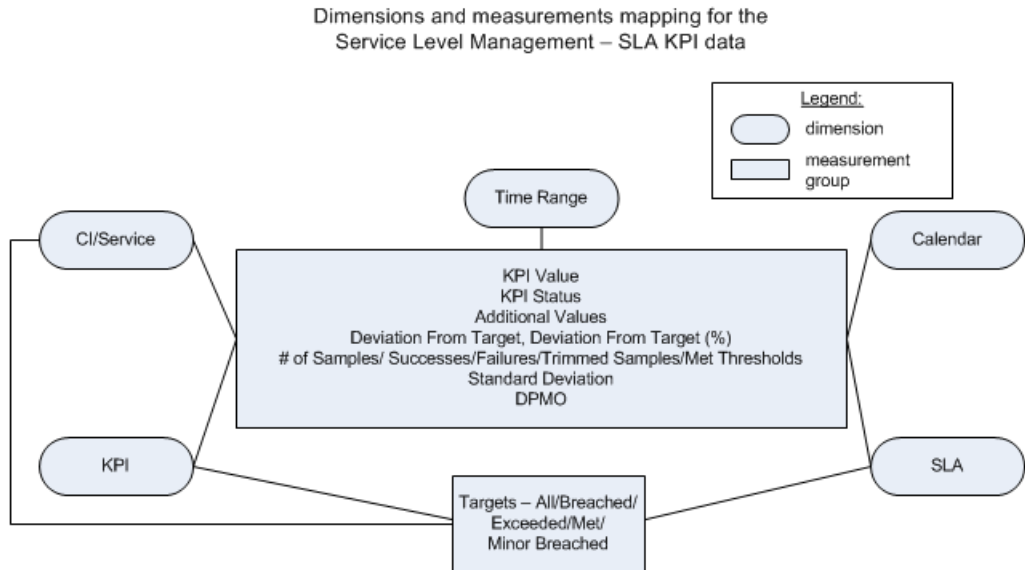 Dimensions and measurements mapping for the
Service Level Management – SLA KPI data
Legend:
dimension
measurement
group
Time Range
CI/Service
Calendar
KPI Value
KPI Status
Additional Values
Deviation From Target, Deviation From Target (%)
# of Samples/ Successes/Failures/Trimmed Samples/Met Thresholds
Standard Deviation
DPMO
KPI
SLA
Targets – All/Breached/
Exceeded/Met/
Minor Breached